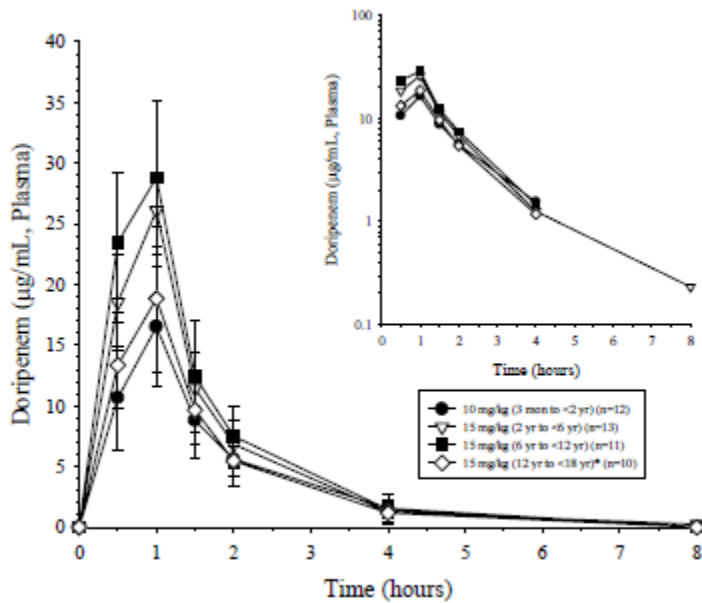 40
35
30
25
20
15
10
5
0
Doripenem (µg/mL, Plasma)
0 1 2 3 4 5 6 7 8
Time (hours)
100
10
1
0.1
Doripenem (µg/mL, Plasma)
0 1 2 3 4 5 6 7 8
Time (hours)
10 mg/kg (3 mon to <2 yr) (n=12)
15 mg/kg (2 yr to <6 yr) (n=13)
15 mg/kg (6 yr to <12 yr) (n=11)
15 mg/kg (12 yr to <18 yr)* (n=10)